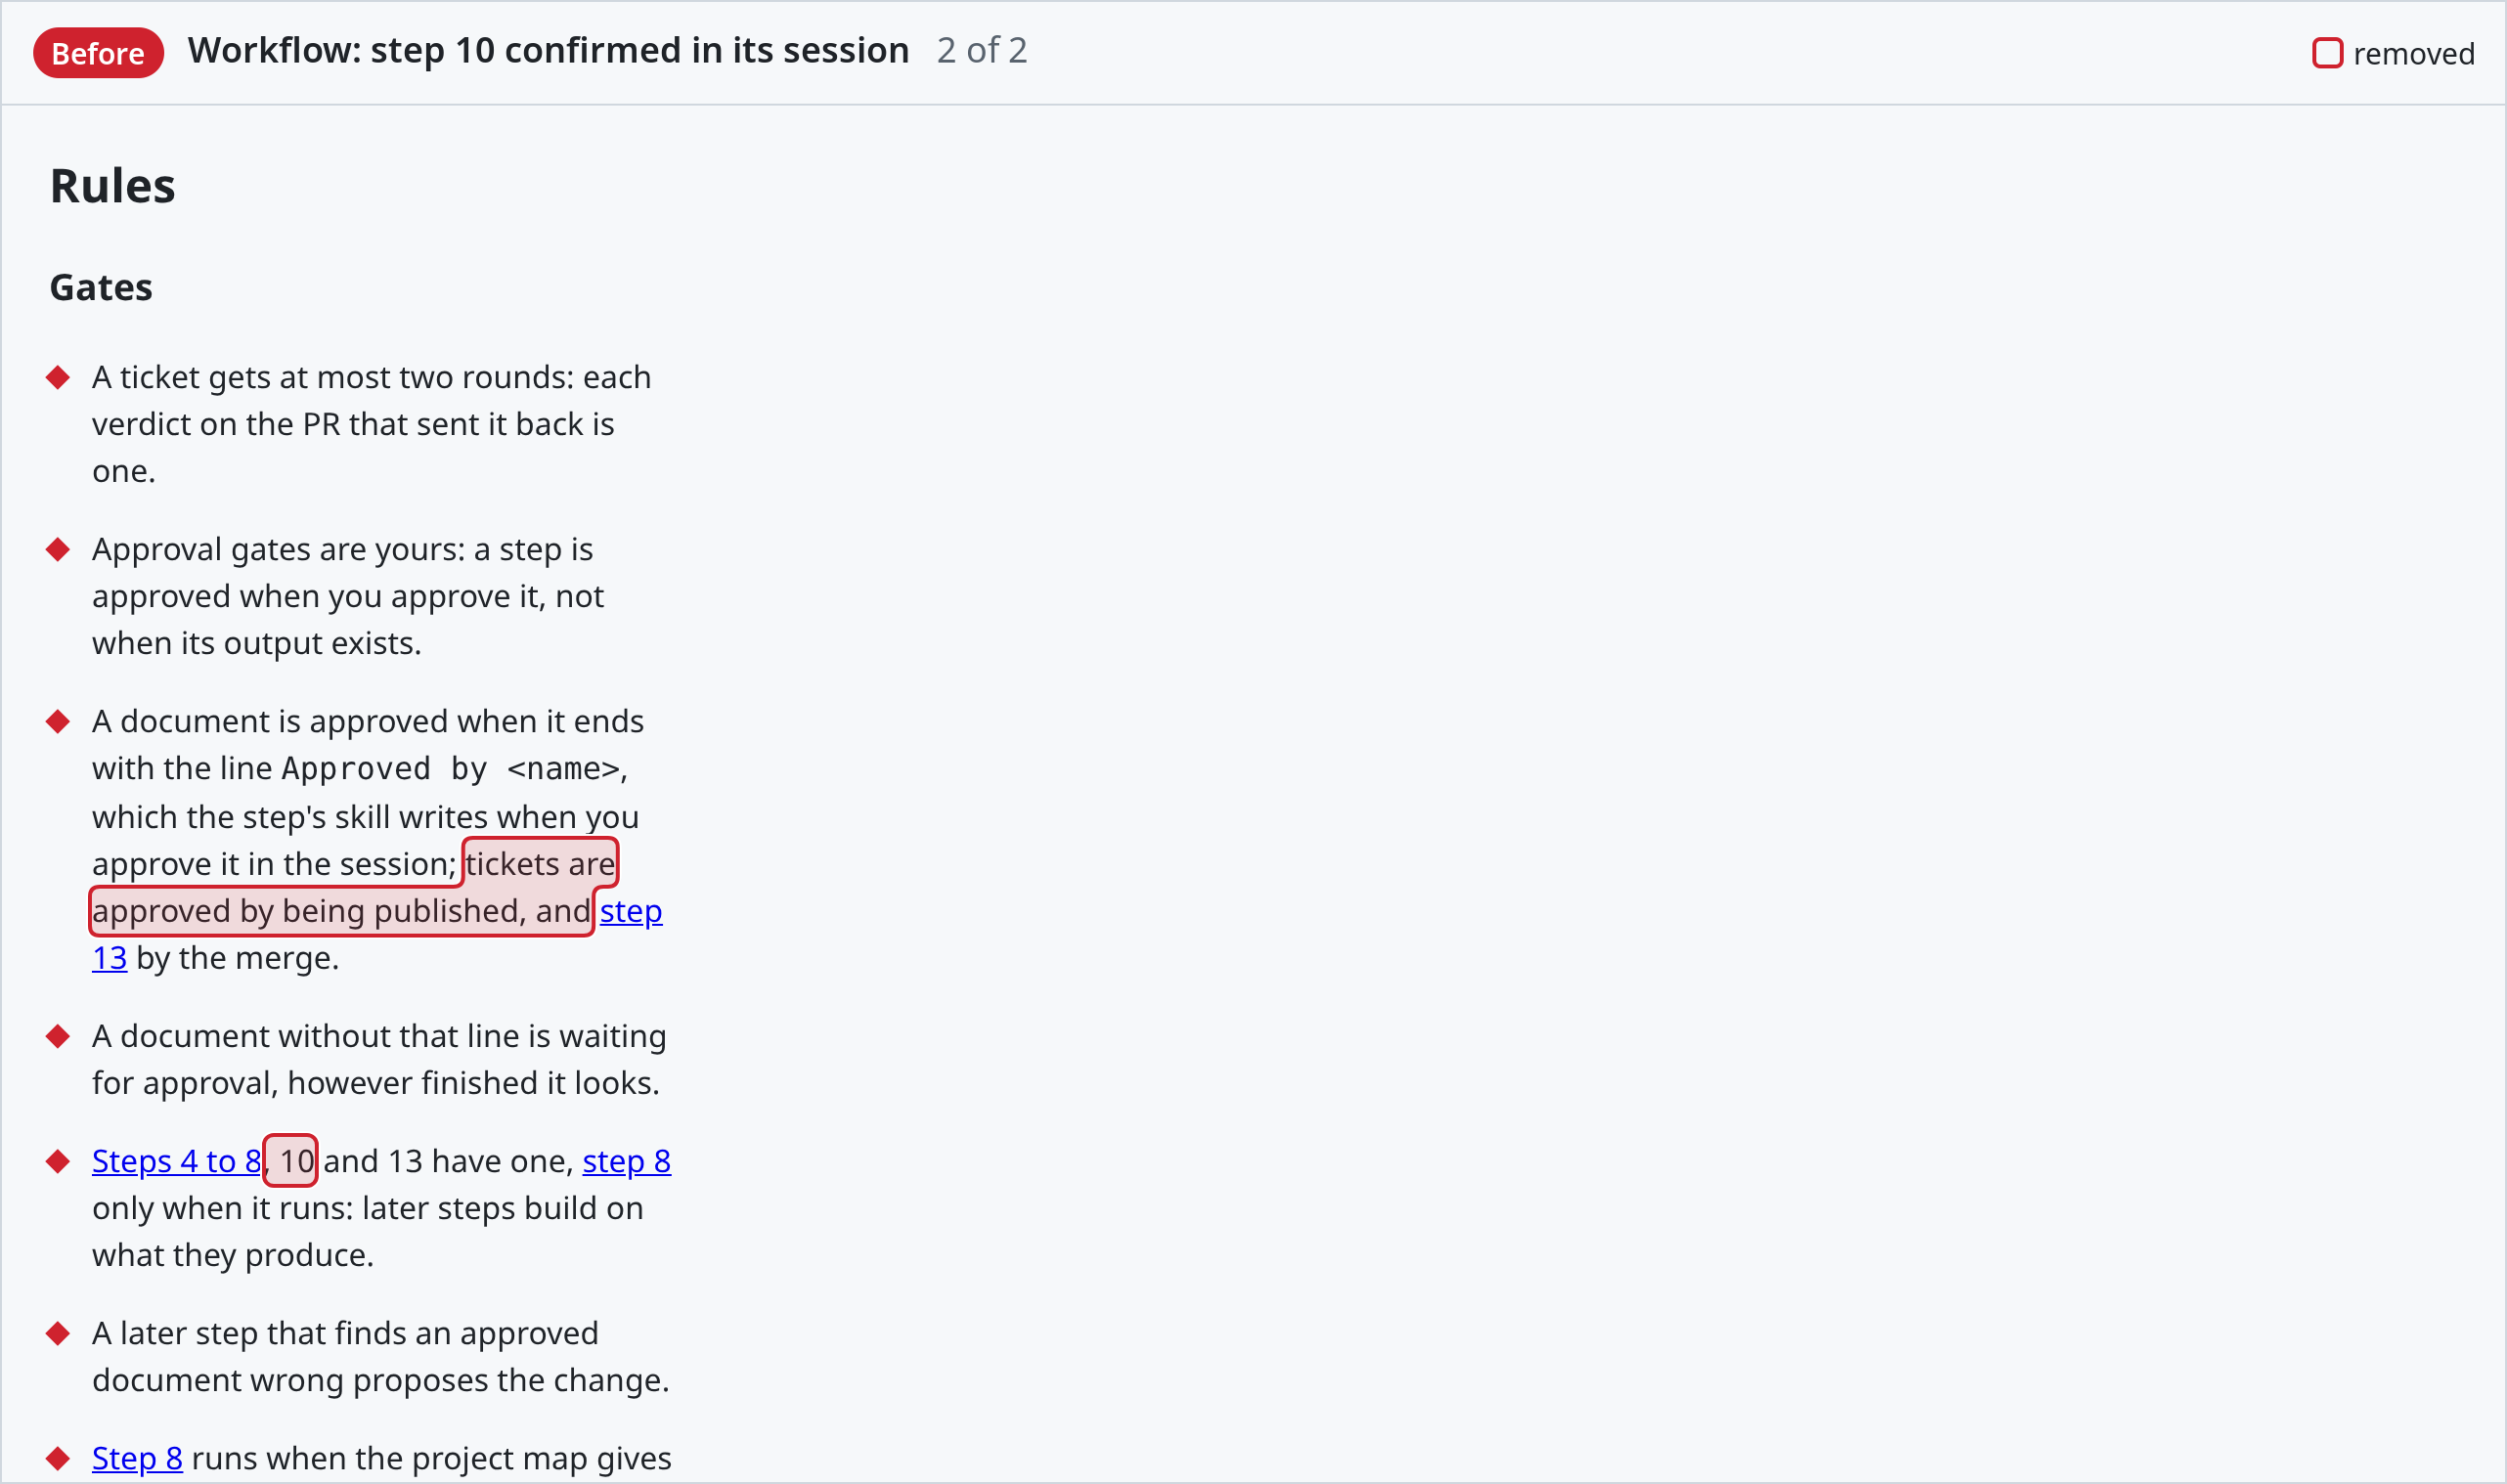 Before Workflow: step 10 confirmed in its session 2 of 2 removed
Rules
Gates
A ticket gets at most two rounds: each
verdict on the PR that sent it back is
one.
Approval gates are yours: a step is
approved when you approve it, not
when its output exists.
A document is approved when it ends
with the line Approved by <name>,
which the step's skill writes when you
approve it in the session; tickets are
approved by being published, and step
13 by the merge.
A document without that line is waiting
for approval, however finished it looks.
Steps 4 to 8, 10 and 13 have one, step 8
only when it runs: later steps build on
what they produce.
A later step that finds an approved
document wrong proposes the change.
Step 8 runs when the project map gives